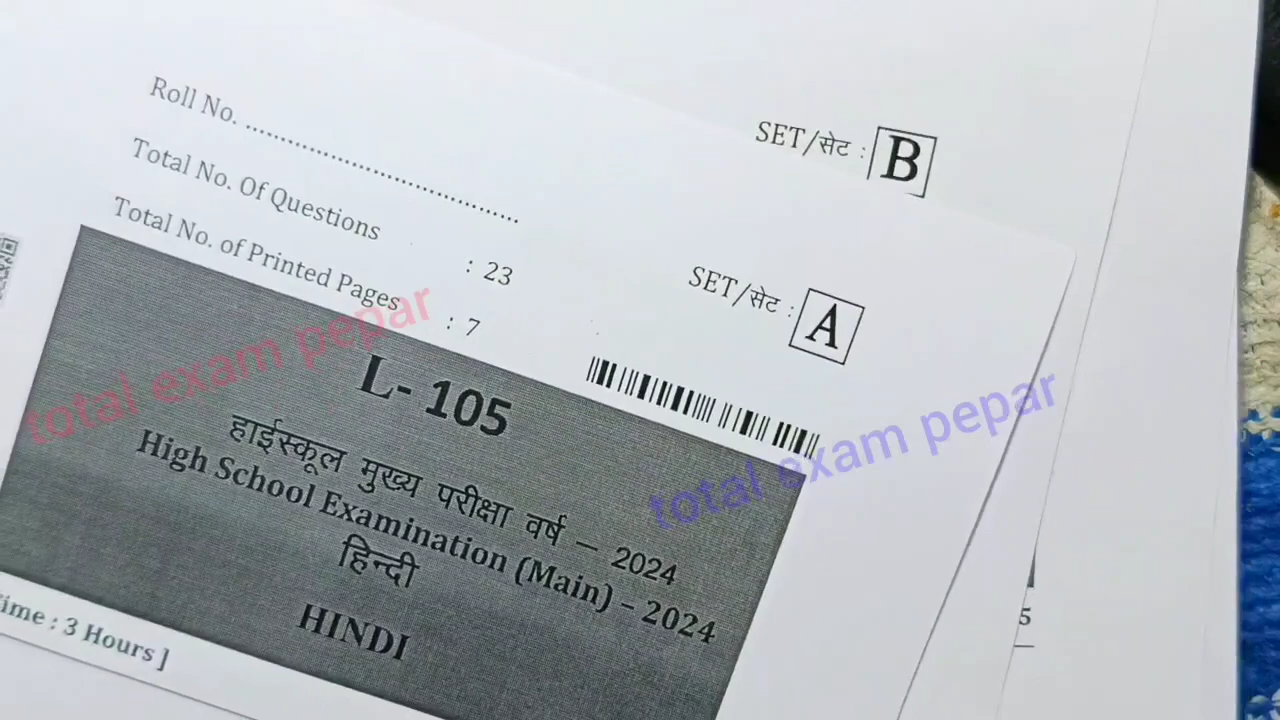 SET/सेट : B
Roll No. ........................................
Total No. Of Questions : 23
Total No. of Printed Pages : 7
SET/सेट : A
L- 105
हाईस्कूल मुख्य परीक्षा वर्ष – 2024
High School Examination (Main) – 2024
हिन्दी
HINDI
ime : 3 Hours ]
5
total exam pepar
total exam pepar